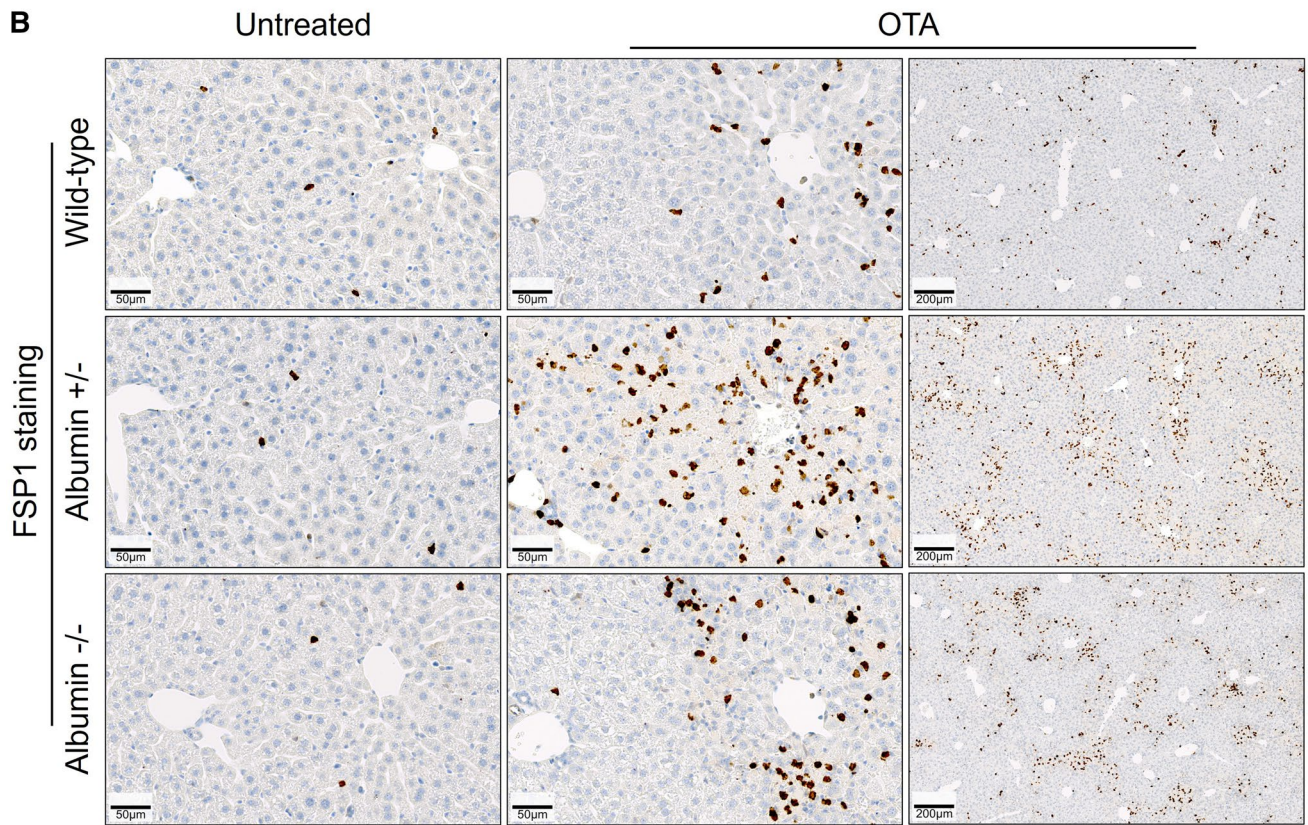 B
Untreated
OTA
FSP1 staining
Wild-type
50µm
50µm
200µm
Albumin +/-
50µm
50µm
200µm
Albumin -/-
50µm
50µm
200µm